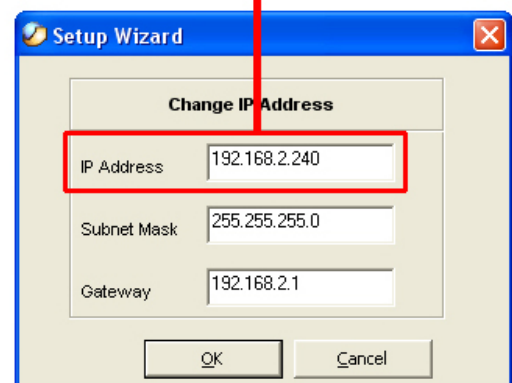 Setup Wizard
Change IP Address
IP Address 192.168.2.240
Subnet Mask 255.255.255.0
Gateway 192.168.2.1
OK Cancel